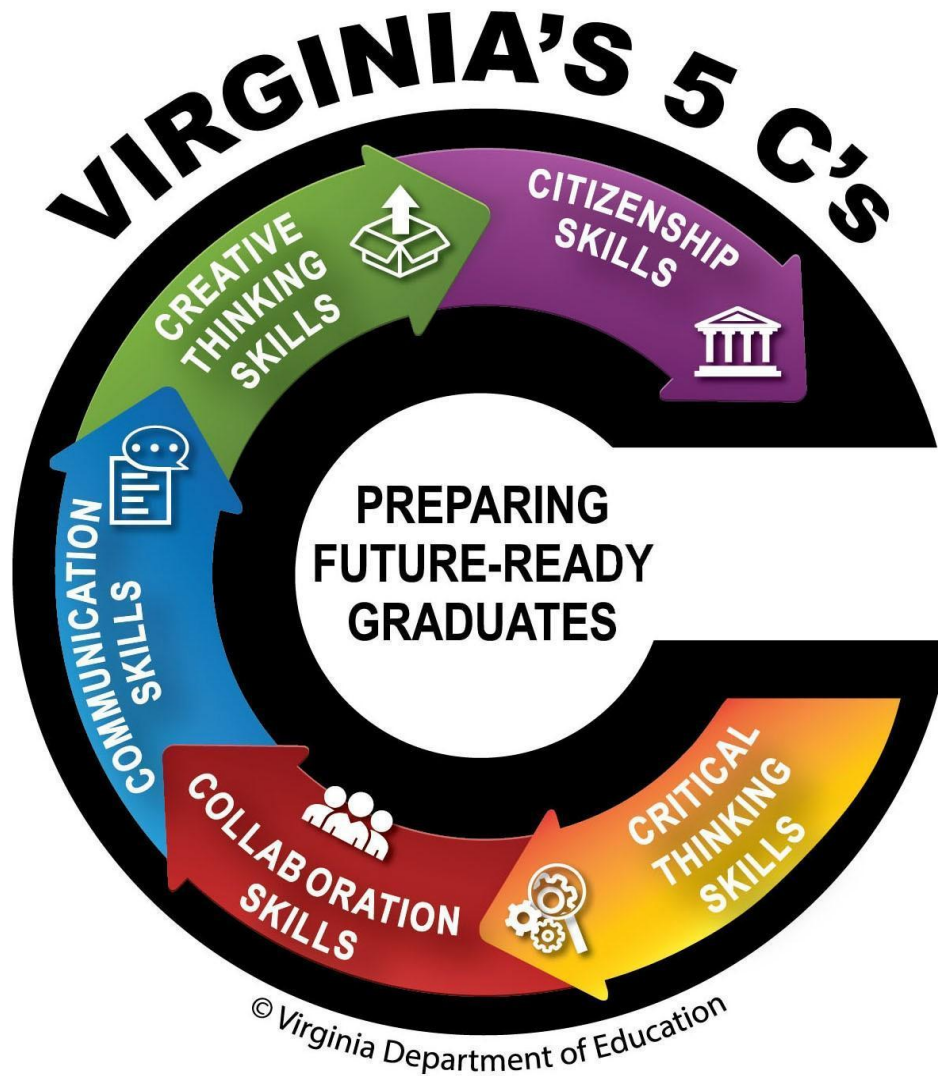 VIRGINIA'S 5 C's
CREATIVE
THINKING
SKILLS
CITIZENSHIP
SKILLS
COMMUNICATION
SKILLS
PREPARING
FUTURE-READY
GRADUATES
COLLABORATION
SKILLS
CRITICAL
THINKING
SKILLS
© Virginia Department of Education